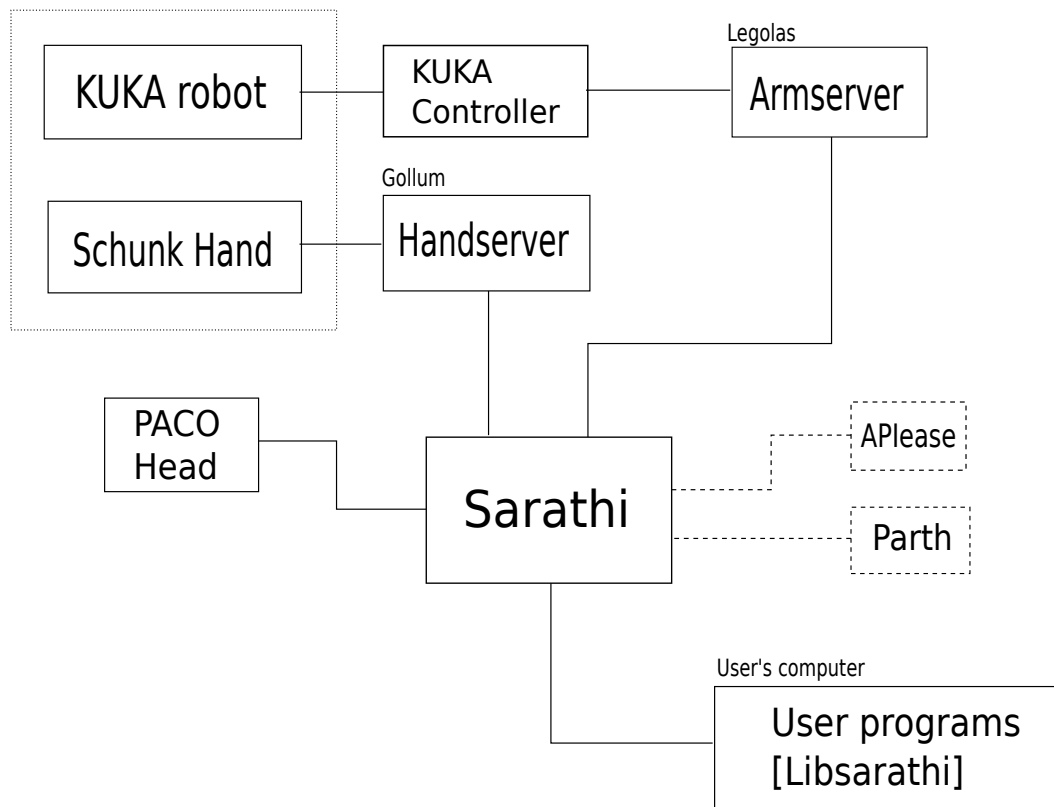 Legolas
KUKA robot
KUKA
Controller
Armserver
Gollum
Schunk Hand
Handserver
PACO
Head
APlease
Sarathi
Parth
User's computer
User programs
[Libsarathi]